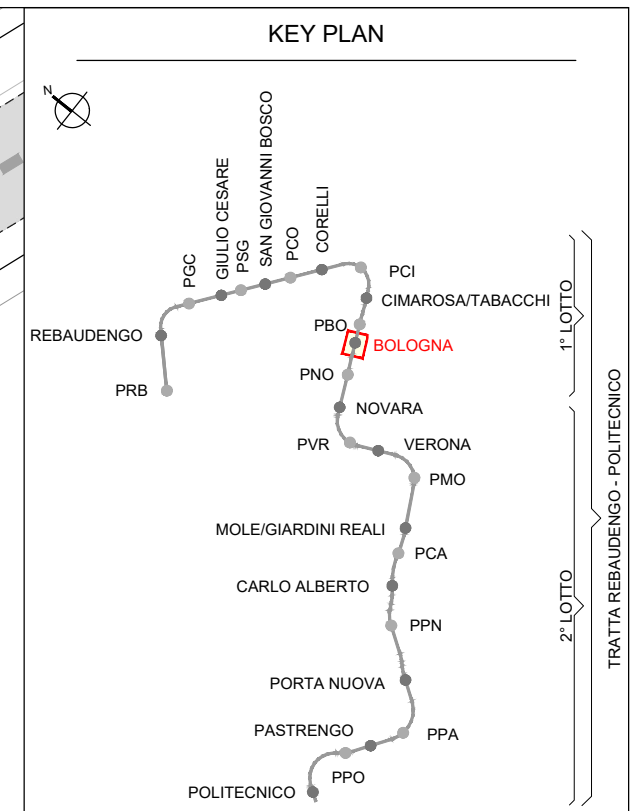 KEY PLAN
N
PGC
GIULIO CESARE
PSG
SAN GIOVANNI BOSCO
PCO
CORELLI
PCI
CIMAROSA/TABACCHI
REBAUDENGO
PBO
BOLOGNA
PRB
PNO
NOVARA
PVR
VERONA
PMO
MOLE/GIARDINI REALI
PCA
CARLO ALBERTO
PPN
PORTA NUOVA
PASTRENGO
PPA
PPO
POLITECNICO
1° LOTTO
2° LOTTO
TRATTA REBAUDENGO - POLITECNICO